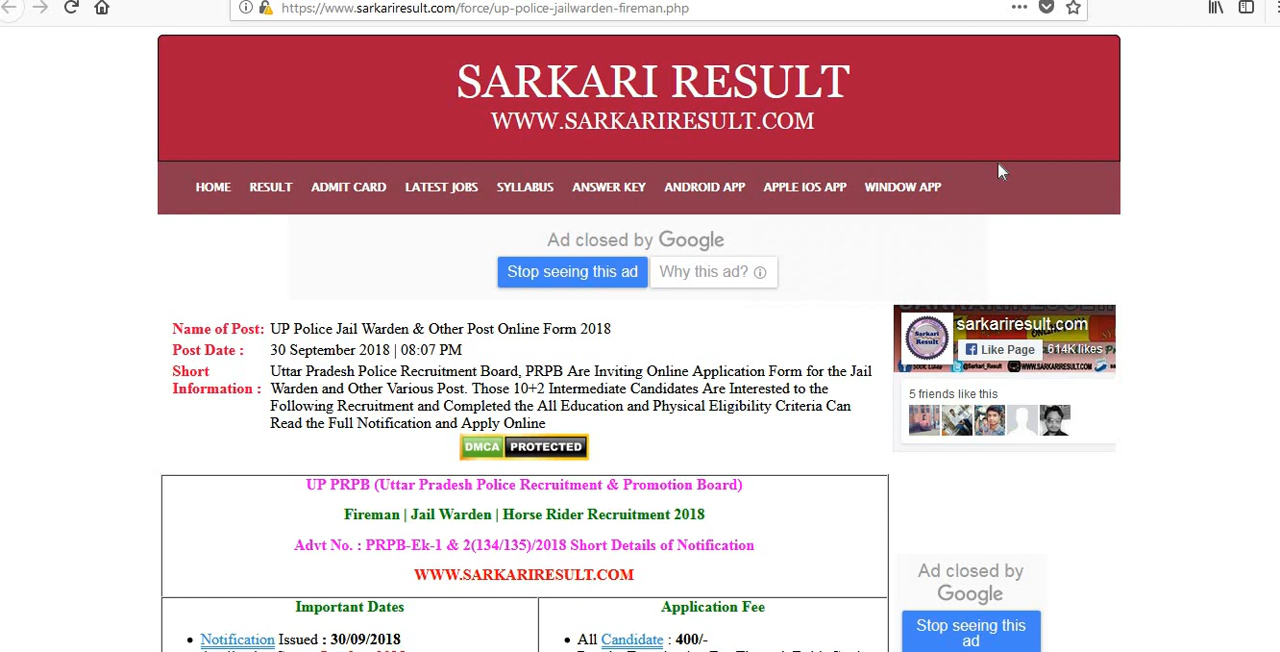 https://www.sarkariresult.com/force/up-police-jailwarden-fireman.php
SARKARI RESULT
WWW.SARKARIRESULT.COM
HOME RESULT ADMIT CARD LATEST JOBS SYLLABUS ANSWER KEY ANDROID APP APPLE IOS APP WINDOW APP
Ad closed by Google
Stop seeing this ad Why this ad?
Name of Post: UP Police Jail Warden & Other Post Online Form 2018
Post Date : 30 September 2018 | 08:07 PM
Short Uttar Pradesh Police Recruitment Board, PRPB Are Inviting Online Application Form for the Jail
Information : Warden and Other Various Post. Those 10+2 Intermediate Candidates Are Interested to the
Following Recruitment and Completed the All Education and Physical Eligibility Criteria Can
Read the Full Notification and Apply Online
DMCA PROTECTED
sarkariresult.com
Like Page 614K likes
WWW.SARKARIRESULT.COM
5 friends like this
UP PRPB (Uttar Pradesh Police Recruitment & Promotion Board)
Fireman | Jail Warden | Horse Rider Recruitment 2018
Advt No. : PRPB-Ek-1 & 2(134/135)/2018 Short Details of Notification
WWW.SARKARIRESULT.COM
Important Dates
• Notification Issued : 30/09/2018
Application Fee
• All Candidate : 400/-
Ad closed by
Google
Stop seeing this
ad